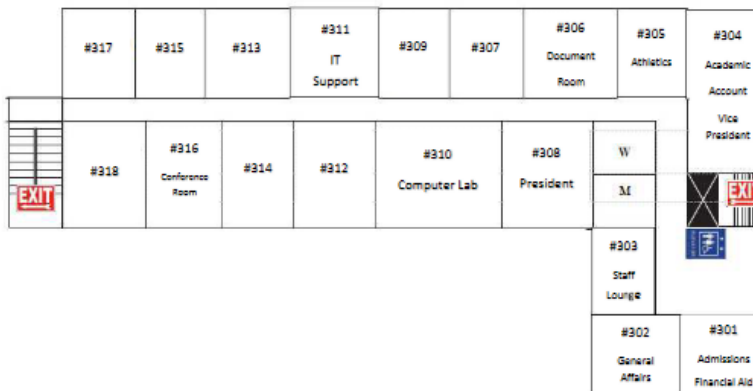 #317
#315
#313
#311
IT
Support
#309
#307
#306
Document
Room
#305
Athletics
#304
Academic
Account
Vice
President
#318
#316
Conference
Room
#314
#312
#310
Computer Lab
#308
President
W
M
EXIT
EXIT
#303
Staff
Lounge
#302
General
Affairs
#301
Admissions
Financial Aid